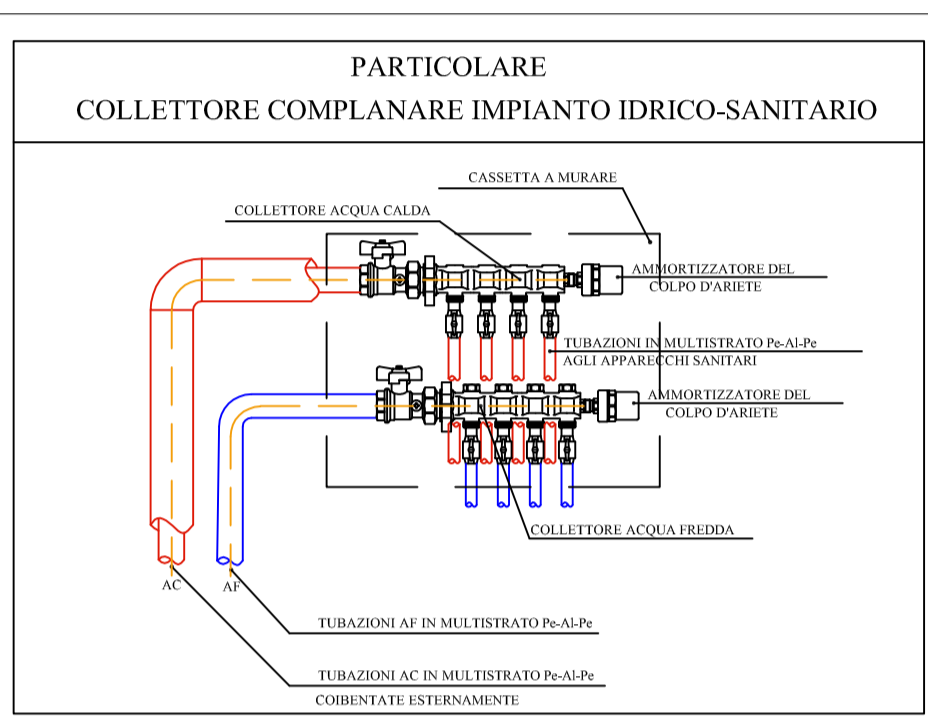 PARTICOLARE
COLLETTORE COMPLANARE IMPIANTO IDRICO-SANITARIO
CASSETTA A MURARE
COLLETTORE ACQUA CALDA
AMMORTIZZATORE DEL
COLPO D'ARIETE
TUBAZIONI IN MULTISTRATO Pe-Al-Pe
AGLI APPARECCHI SANITARI
AMMORTIZZATORE DEL
COLPO D'ARIETE
COLLETTORE ACQUA FREDDA
AC
AF
TUBAZIONI AF IN MULTISTRATO Pe-Al-Pe
TUBAZIONI AC IN MULTISTRATO Pe-Al-Pe
COIBENTATE ESTERNAMENTE